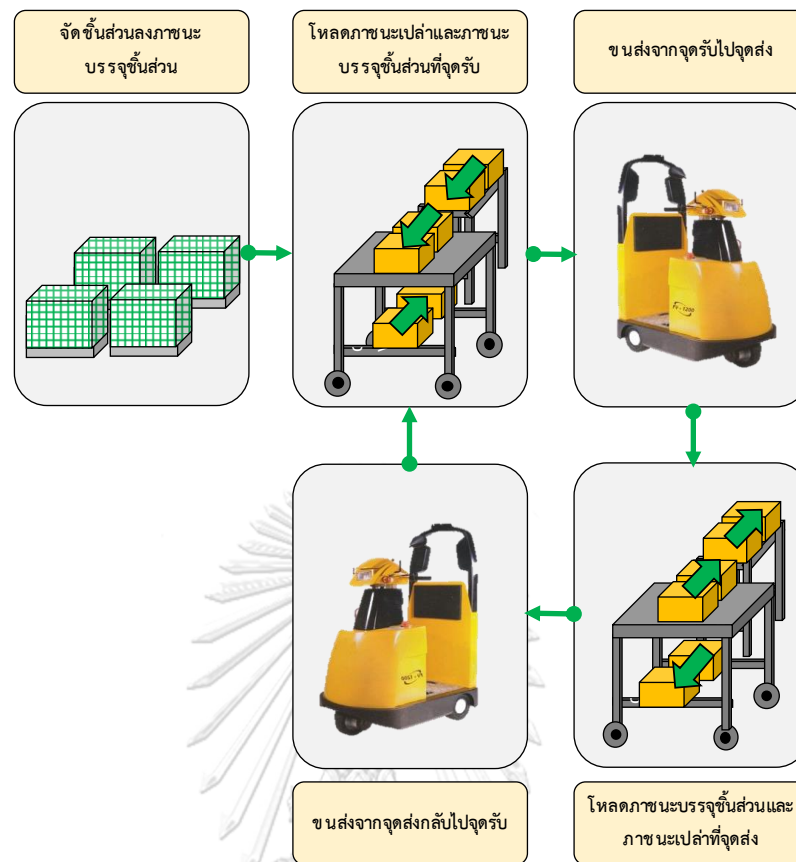 จัดชิ้นส่วนลงภาชนะ
บรรจุชิ้นส่วน
โหลดภาชนะเปล่าและภาชนะ
บรรจุชิ้นส่วนที่จุดรับ
ขนส่งจากจุดรับไปจุดส่ง
ขนส่งจากจุดส่งกลับไปจุดรับ
โหลดภาชนะบรรจุชิ้นส่วนและ
ภาชนะเปล่าที่จุดส่ง